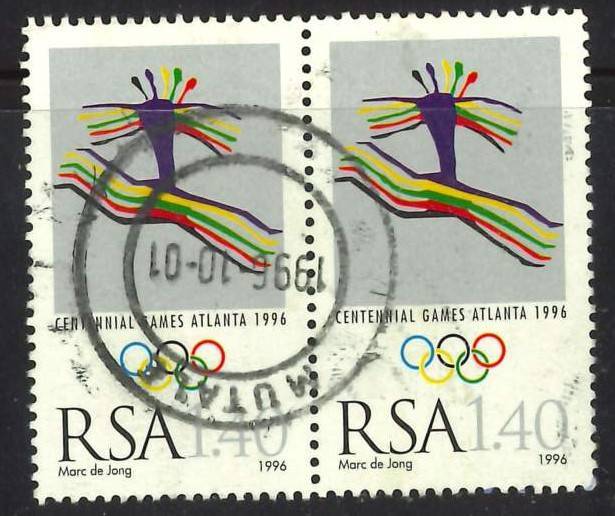 CENTENNIAL GAMES ATLANTA 1996
RSA 1.40
Marc de Jong 1996
CENTENNIAL GAMES ATLANTA 1996
RSA 1.40
Marc de Jong 1996
1996-10-01